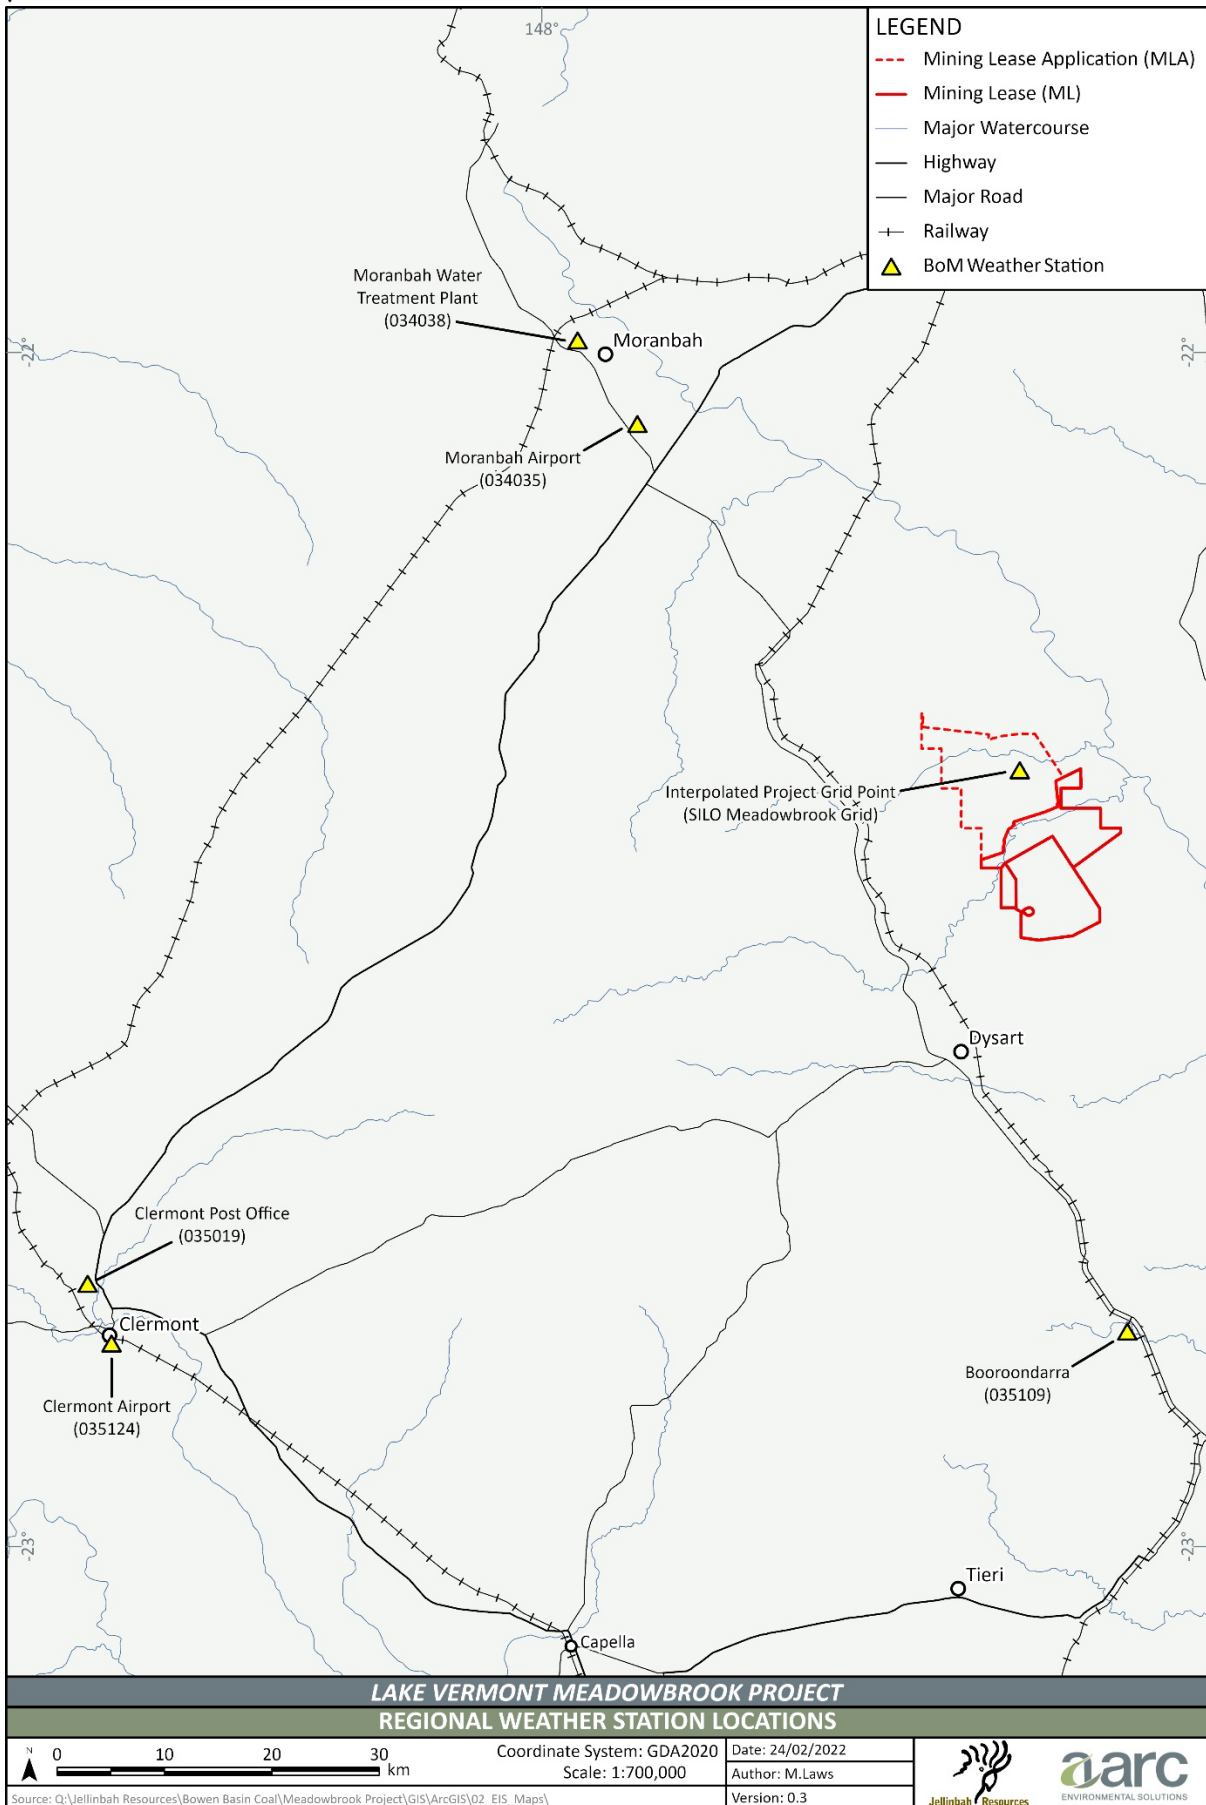 148°
LEGEND
Mining Lease Application (MLA)
Mining Lease (ML)
Major Watercourse
Highway
Major Road
Railway
BoM Weather Station
Moranbah Water
Treatment Plant
(034038)
Moranbah
-22°
-22°
Moranbah Airport
(034035)
Interpolated Project Grid Point
(SILO Meadowbrook Grid)
Dysart
Clermont Post Office
(035019)
Clermont
Clermont Airport
(035124)
Booroondarra
(035109)
-23°
-23°
Tieri
Capella
LAKE VERMONT MEADOWBROOK PROJECT
REGIONAL WEATHER STATION LOCATIONS
N
0 10 20 30
km
Coordinate System: GDA2020
Scale: 1:700,000
Date: 24/02/2022
Author: M.Laws
Version: 0.3
Source: Q:\Jellinbah Resources\Bowen Basin Coal\Meadowbrook Project\GIS\ArcGIS\02_EIS_Maps\
Jellinbah Resources
aarc
ENVIRONMENTAL SOLUTIONS